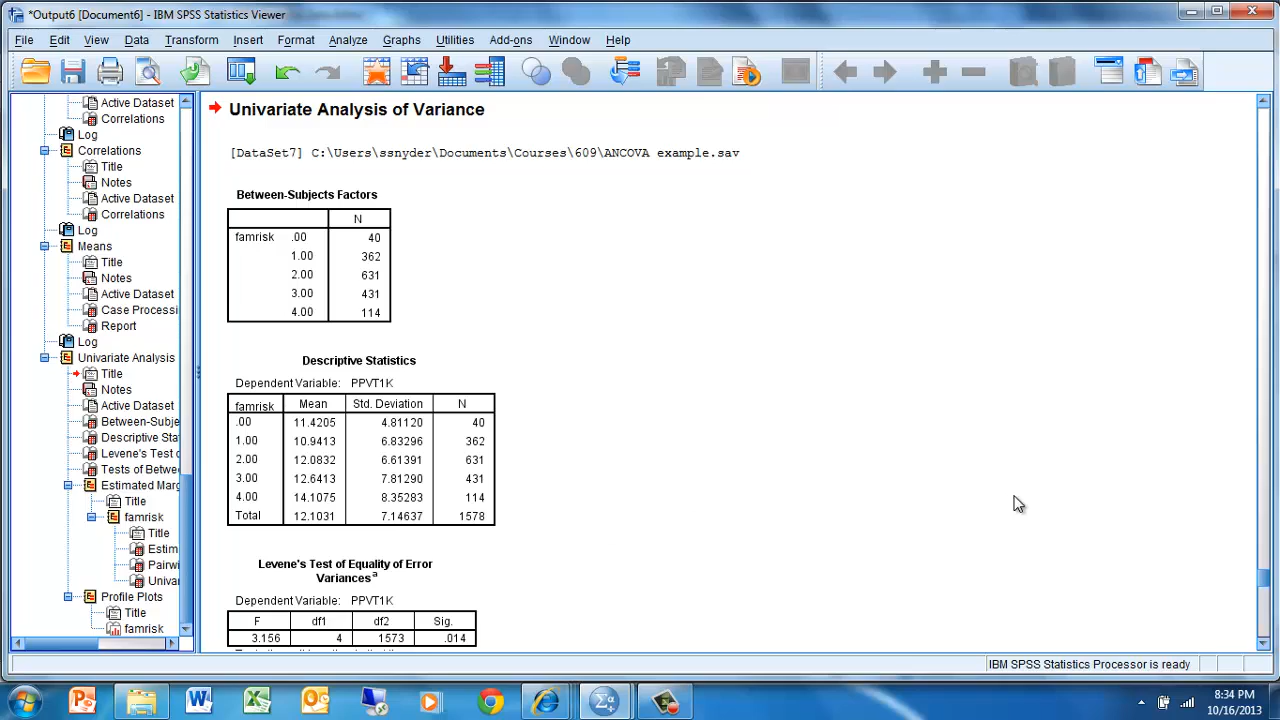 *Output6 [Document6] - IBM SPSS Statistics Viewer
File Edit View Data Transform Insert Format Analyze Graphs Utilities Add-ons Window Help
Active Dataset
Correlations
Log
Correlations
Title
Notes
Active Dataset
Correlations
Log
Means
Title
Notes
Active Dataset
Case Processi
Report
Log
Univariate Analysis
Title
Notes
Active Dataset
Between-Subje
Descriptive Sta
Levene's Test o
Tests of Betwe
Estimated Marg
Title
famrisk
Title
Estim
Pairwi
Univa
Profile Plots
Title
famrisk
Univariate Analysis of Variance
[DataSet7] C:\Users\ssnyder\Documents\Courses\609\ANCOVA example.sav
Between-Subjects Factors
N
famrisk .00 40
1.00 362
2.00 631
3.00 431
4.00 114
Descriptive Statistics
Dependent Variable: PPVT1K
famrisk Mean Std. Deviation N
.00 11.4205 4.81120 40
1.00 10.9413 6.83296 362
2.00 12.0832 6.61391 631
3.00 12.6413 7.81290 431
4.00 14.1075 8.35283 114
Total 12.1031 7.14637 1578
Levene's Test of Equality of Error
Variancesa
Dependent Variable: PPVT1K
F df1 df2 Sig.
3.156 4 1573 .014
IBM SPSS Statistics Processor is ready
8:34 PM
10/16/2013